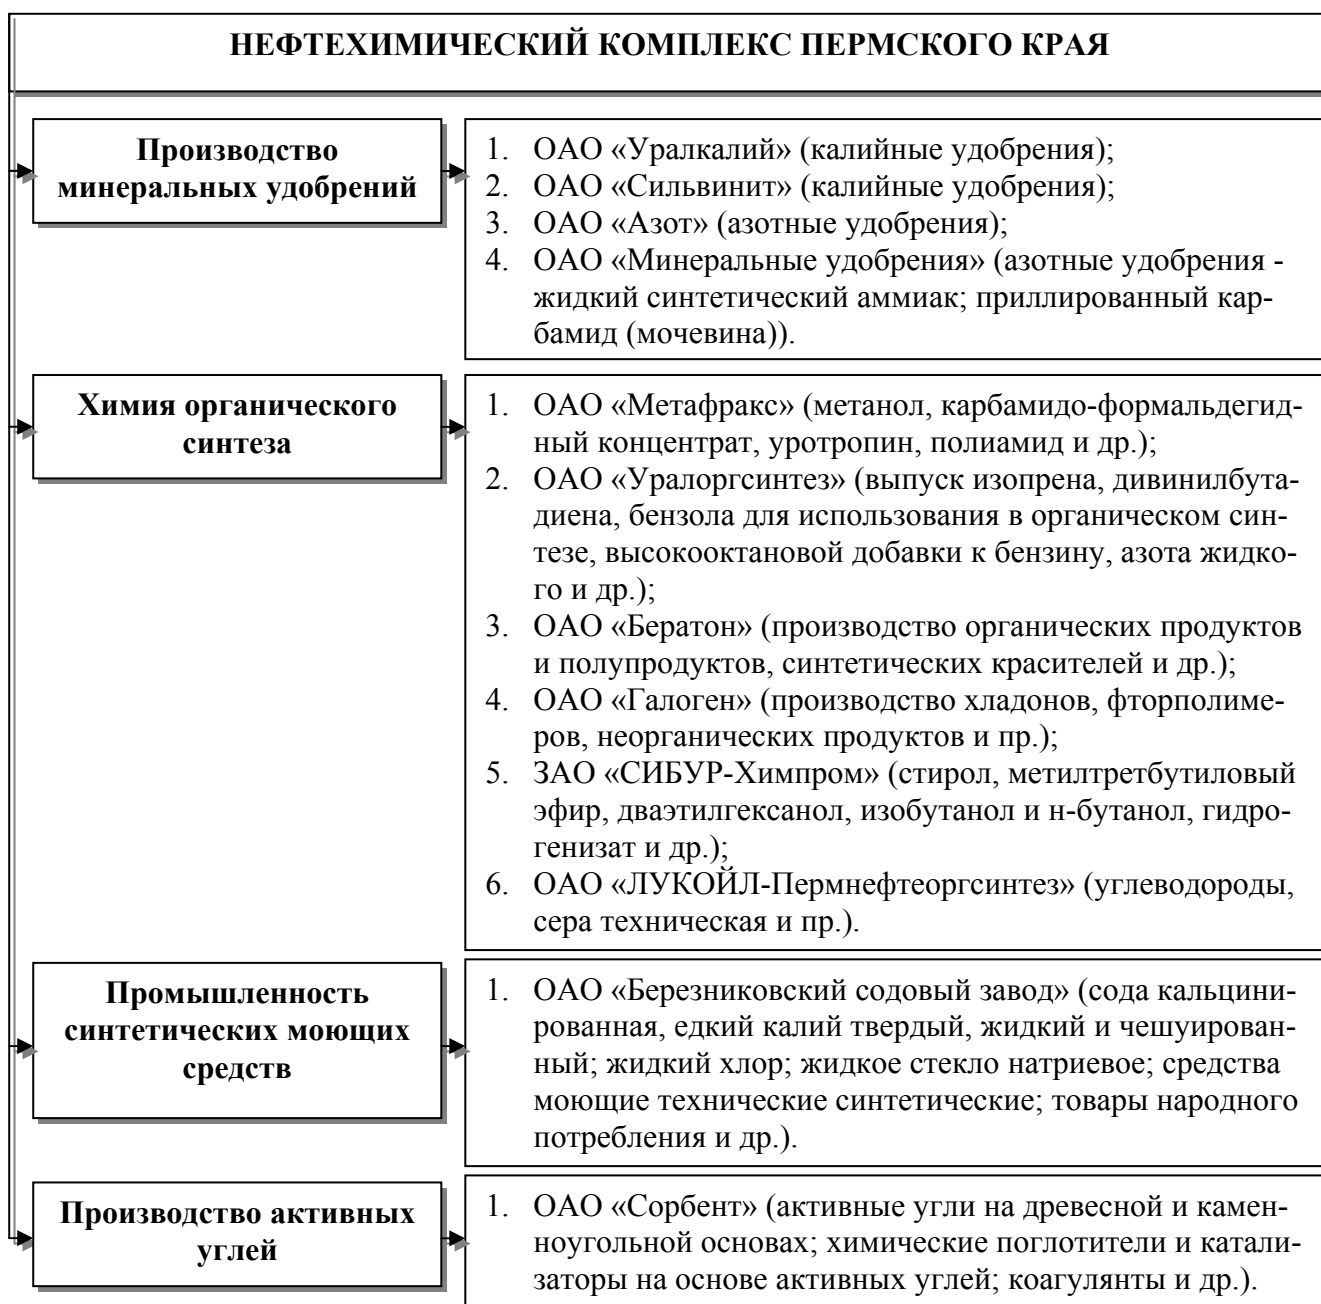 НЕФТЕХИМИЧЕСКИЙ КОМПЛЕКС ПЕРМСКОГО КРАЯ
Производство
минеральных удобрений
1. ОАО «Уралкалий» (калийные удобрения);
2. ОАО «Сильвинит» (калийные удобрения);
3. ОАО «Азот» (азотные удобрения);
4. ОАО «Минеральные удобрения» (азотные удобрения -
жидкий синтетический аммиак; приллированный кар-
бамид (мочевина)).
Химия органического
синтеза
1. ОАО «Метафракс» (метанол, карбамидо-формальдегид-
ный концентрат, уротропин, полиамид и др.);
2. ОАО «Уралоргсинтез» (выпуск изопрена, дивинилбута-
диена, бензола для использования в органическом син-
тезе, высокооктановой добавки к бензину, азота жидко-
го и др.);
3. ОАО «Бератон» (производство органических продуктов
и полупродуктов, синтетических красителей и др.);
4. ОАО «Галоген» (производство хладонов, фторполиме-
ров, неорганических продуктов и пр.);
5. ЗАО «СИБУР-Химпром» (стирол, метилтретбутиловый
эфир, дваэтилгексанол, изобутанол и н-бутанол, гидро-
генизат и др.);
6. ОАО «ЛУКОЙЛ-Пермнефтеоргсинтез» (углеводороды,
сера техническая и пр.).
Промышленность
синтетических моющих
средств
1. ОАО «Березниковский содовый завод» (сода кальцини-
рованная, едкий калий твердый, жидкий и чешуирован-
ный; жидкий хлор; жидкое стекло натриевое; средства
моющие технические синтетические; товары народного
потребления и др.).
Производство активных
углей
1. ОАО «Сорбент» (активные угли на древесной и камен-
ноугольной основах; химические поглотители и катали-
заторы на основе активных углей; коагулянты и др.).